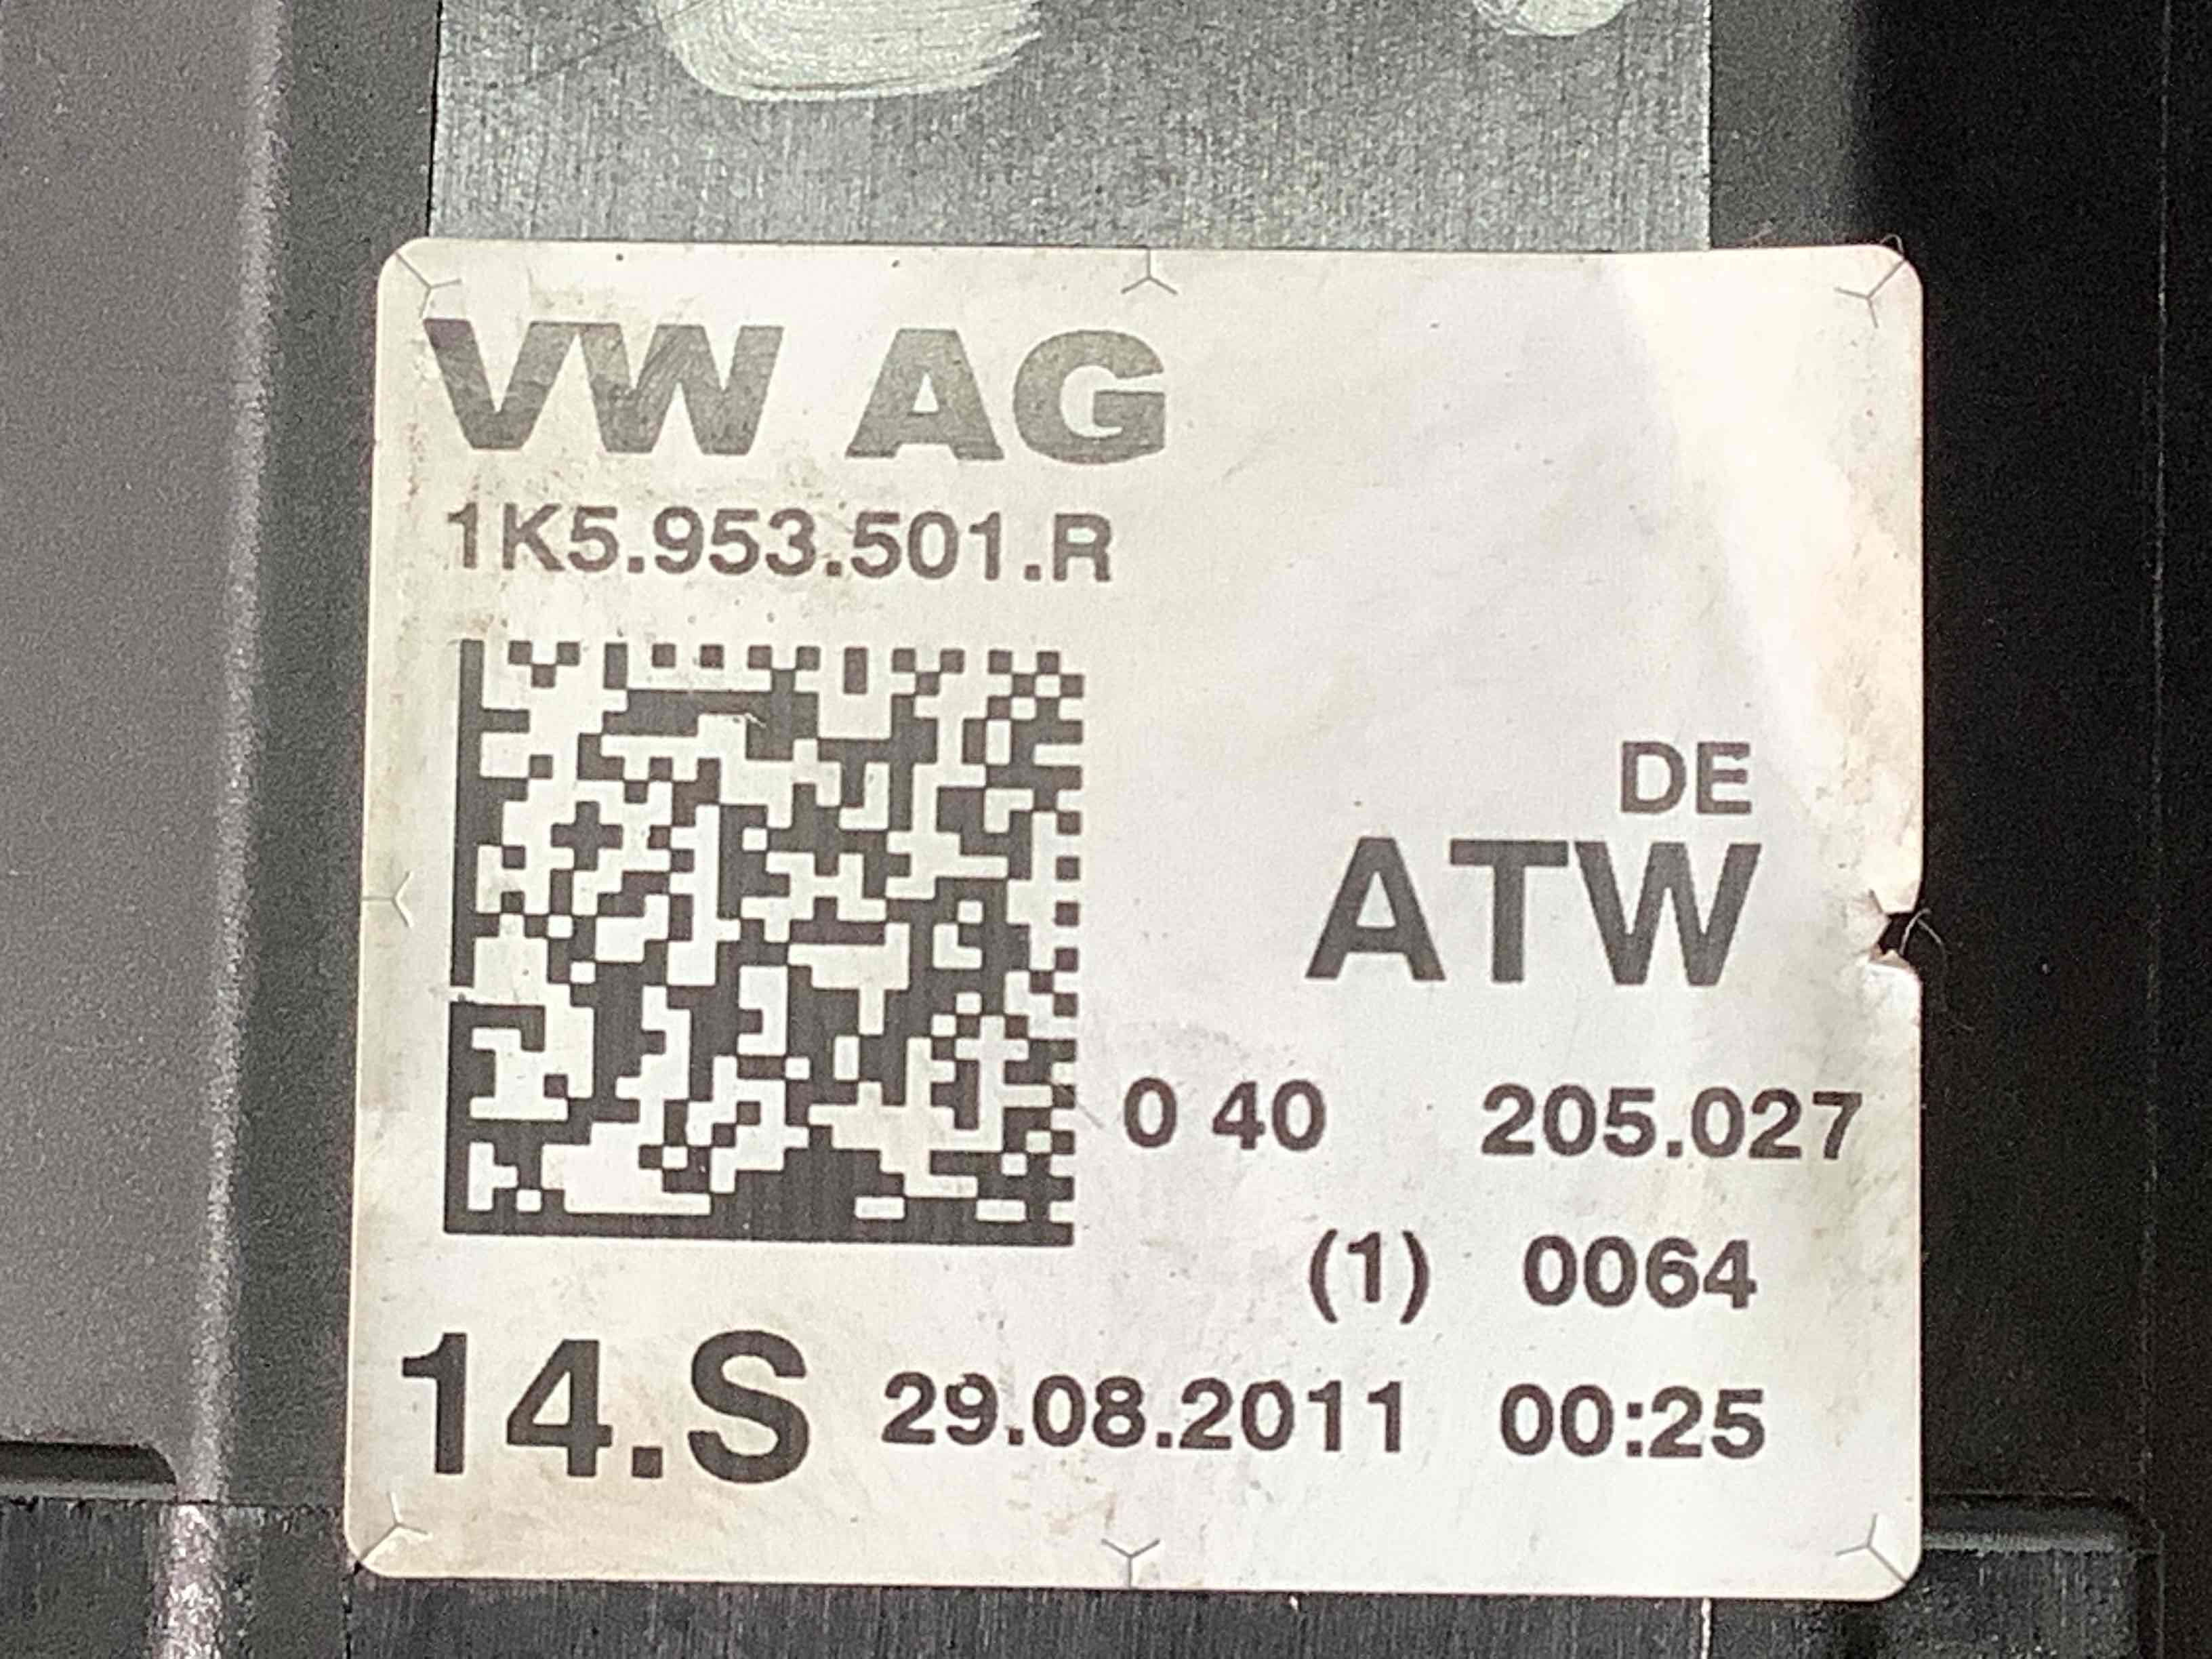 VW AG
1K5.953.501.R
DE
ATW
0 40 205.027
(1) 0064
14.S 29.08.2011 00:25